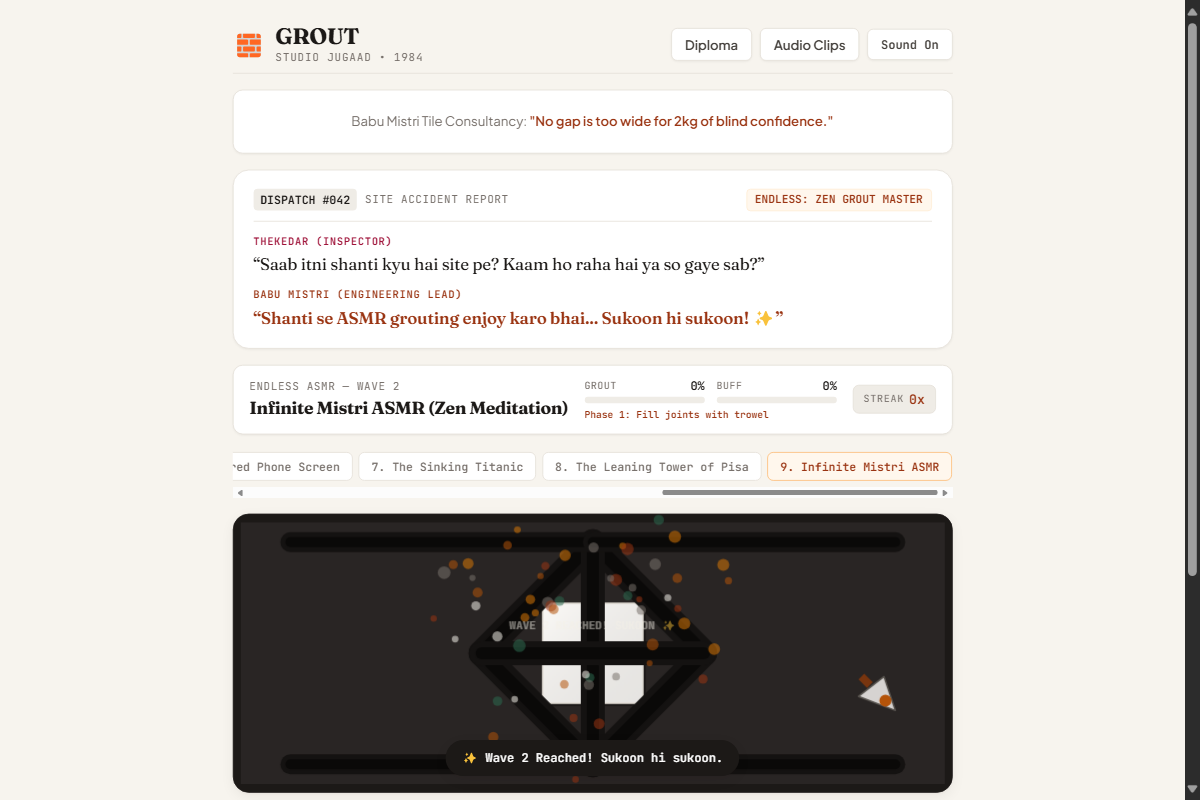 GROUT
STUDIO JUGAAD • 1984
Diploma
Audio Clips
Sound On
Babu Mistri Tile Consultancy: "No gap is too wide for 2kg of blind confidence."
DISPATCH #042
SITE ACCIDENT REPORT
ENDLESS: ZEN GROUT MASTER
THEKEDAR (INSPECTOR)
“Saab itni shanti kyu hai site pe? Kaam ho raha hai ya so gaye sab?”
BABU MISTRI (ENGINEERING LEAD)
“Shanti se ASMR grouting enjoy karo bhai... Sukoon hi sukoon! ✨”
ENDLESS ASMR — WAVE 2
Infinite Mistri ASMR (Zen Meditation)
GROUT 0%
BUFF 0%
Phase 1: Fill joints with trowel
STREAK 0x
red Phone Screen
7. The Sinking Titanic
8. The Leaning Tower of Pisa
9. Infinite Mistri ASMR
WAVE
✨ Wave 2 Reached! Sukoon hi sukoon.